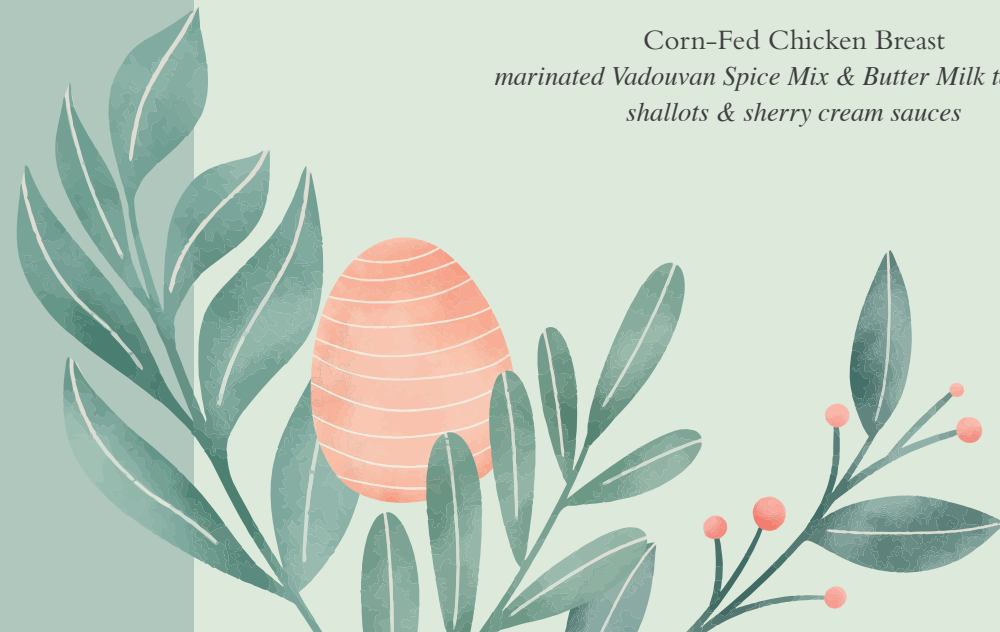 Corn-Fed Chicken Breast
marinated Vadouvan Spice Mix & Butter Milk
shallots & sherry cream sauces